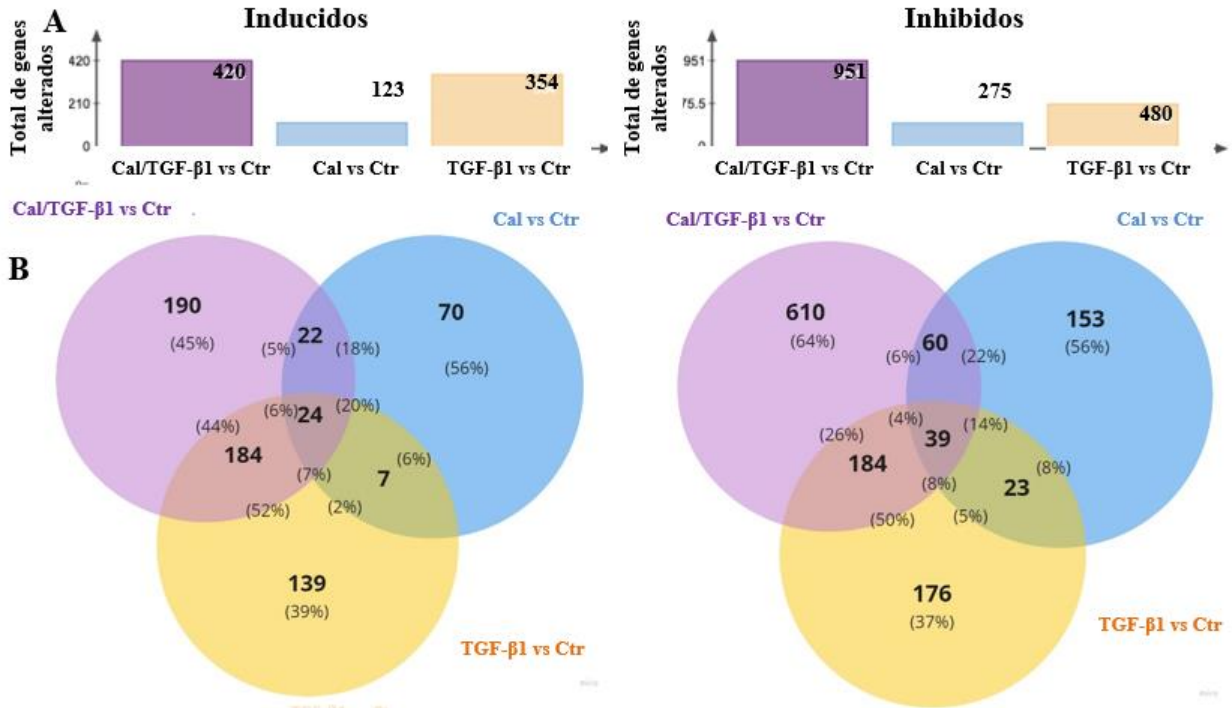 A
Inducidos
Total de genes
alterados
420
210
0
420
123
354
Cal/TGF-β1 vs Ctr
Cal vs Ctr
TGF-β1 vs Ctr
Inhibidos
Total de genes
alterados
951
75.5
951
275
480
Cal/TGF-β1 vs Ctr
Cal vs Ctr
TGF-β1 vs Ctr
B
Cal/TGF-β1 vs Ctr
Cal vs Ctr
190
(45%)
22
(5%)
(18%)
70
(56%)
(6%)
24
(20%)
(44%)
184
(7%)
(6%)
7
(52%)
(2%)
139
(39%)
TGF-β1 vs Ctr
Cal/TGF-β1 vs Ctr
Cal vs Ctr
610
(64%)
60
(6%)
(22%)
153
(56%)
(4%)
39
(14%)
(26%)
184
(8%)
(8%)
23
(50%)
(5%)
176
(37%)
TGF-β1 vs Ctr